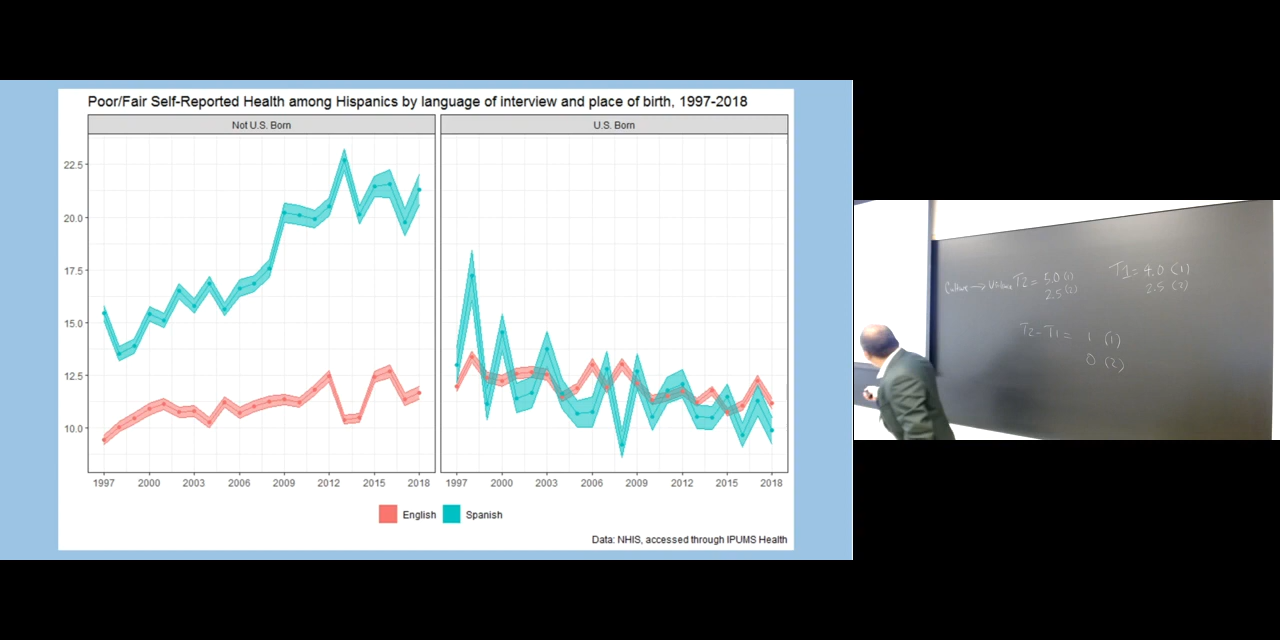 Poor/Fair Self-Reported Health among Hispanics by language of interview and place of birth, 1997-2018
Not U.S. Born
U.S. Born
22.5
20.0
17.5
15.0
12.5
10.0
1997 2000 2003 2006 2009 2012 2015 2018
1997 2000 2003 2006 2009 2012 2015 2018
English Spanish
Data: NHIS, accessed through IPUMS Health
Culture → T2 = 5.0 (1)
2.5 (2)
T1 = 4.0 (1)
2.5 (2)
T2 - T1 = 1 (1)
0 (2)